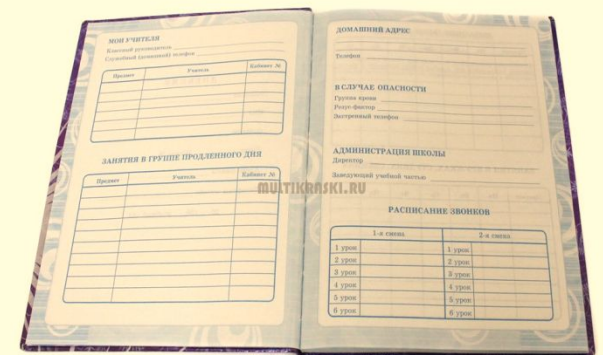 МОИ УЧИТЕЛЯ
Классный руководитель
Служебный (домашний) телефон
Предмет Учитель Кабинет №
ЗАНЯТИЯ В ГРУППЕ ПРОДЛЕННОГО ДНЯ
Предмет Учитель Кабинет №
ДОМАШНИЙ АДРЕС
Телефон
В СЛУЧАЕ ОПАСНОСТИ
Группа крови
Резус-фактор
Экстренный телефон
АДМИНИСТРАЦИЯ ШКОЛЫ
Директор
Заведующий учебной частью
MULTIKRASKI.RU
РАСПИСАНИЕ ЗВОНКОВ
1-я смена 2-я смена
1 урок 1 урок
2 урок 2 урок
3 урок 3 урок
4 урок 4 урок
5 урок 5 урок
6 урок 6 урок